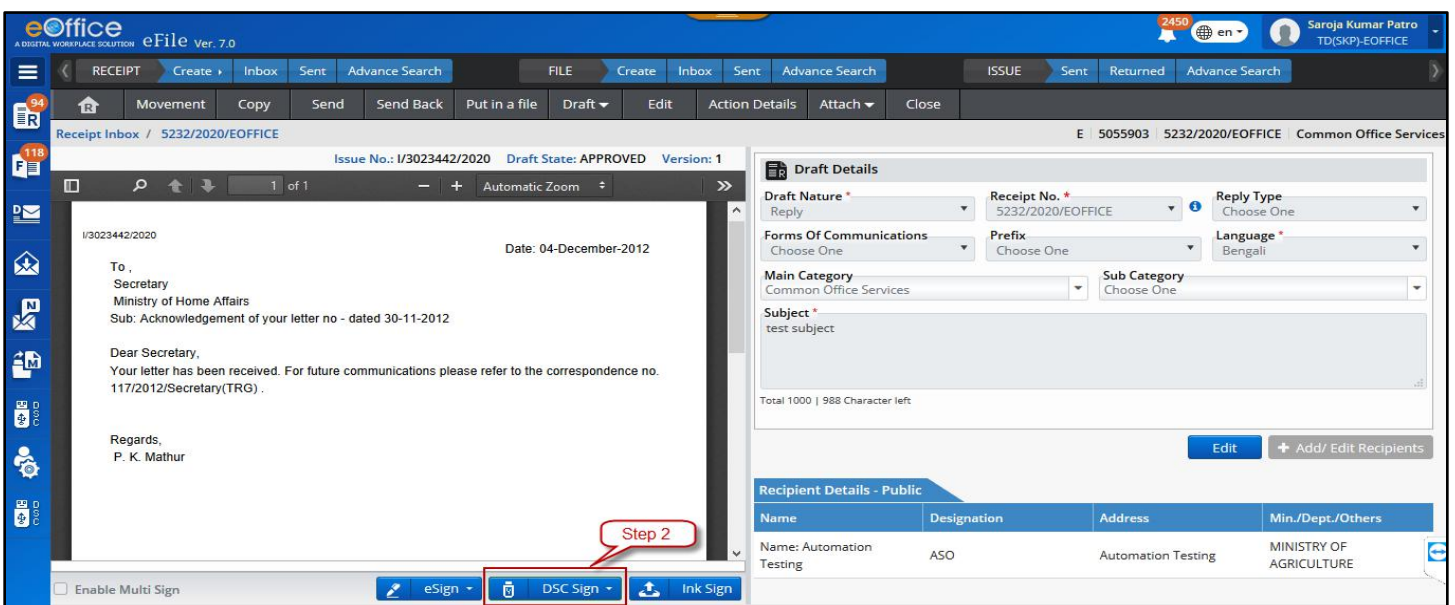 eOffice
A DIGITAL WORKPLACE SOLUTION eFile Ver. 7.0
2450
en
Saroja Kumar Patro
TD(SKP)-EOFFICE
RECEIPT Create Inbox Sent Advance Search FILE Create Inbox Sent Advance Search ISSUE Sent Returned Advance Search
94
R
R Movement Copy Send Send Back Put in a file Draft Edit Action Details Attach Close
Receipt Inbox / 5232/2020/EOFFICE
E 5055903 5232/2020/EOFFICE Common Office Services
118
F
Issue No.: I/3023442/2020 Draft State: APPROVED Version: 1
1 of 1 − + Automatic Zoom
I/3023442/2020
Date: 04-December-2012
To ,
Secretary
Ministry of Home Affairs
Sub: Acknowledgement of your letter no - dated 30-11-2012
Dear Secretary,
Your letter has been received. For future communications please refer to the correspondence no.
117/2012/Secretary(TRG) .
Regards,
P. K. Mathur
D
N
M
DSC
DSC
Step 2
Enable Multi Sign eSign DSC Sign Ink Sign
R Draft Details
Draft Nature * Receipt No. * Reply Type
Reply 5232/2020/EOFFICE Choose One
Forms Of Communications Prefix Language *
Choose One Choose One Bengali
Main Category Sub Category
Common Office Services Choose One
Subject *
test subject
Total 1000 | 988 Character left
Edit + Add/ Edit Recipients
Recipient Details - Public
Name Designation Address Min./Dept./Others
Name: Automation Testing ASO Automation Testing MINISTRY OF AGRICULTURE